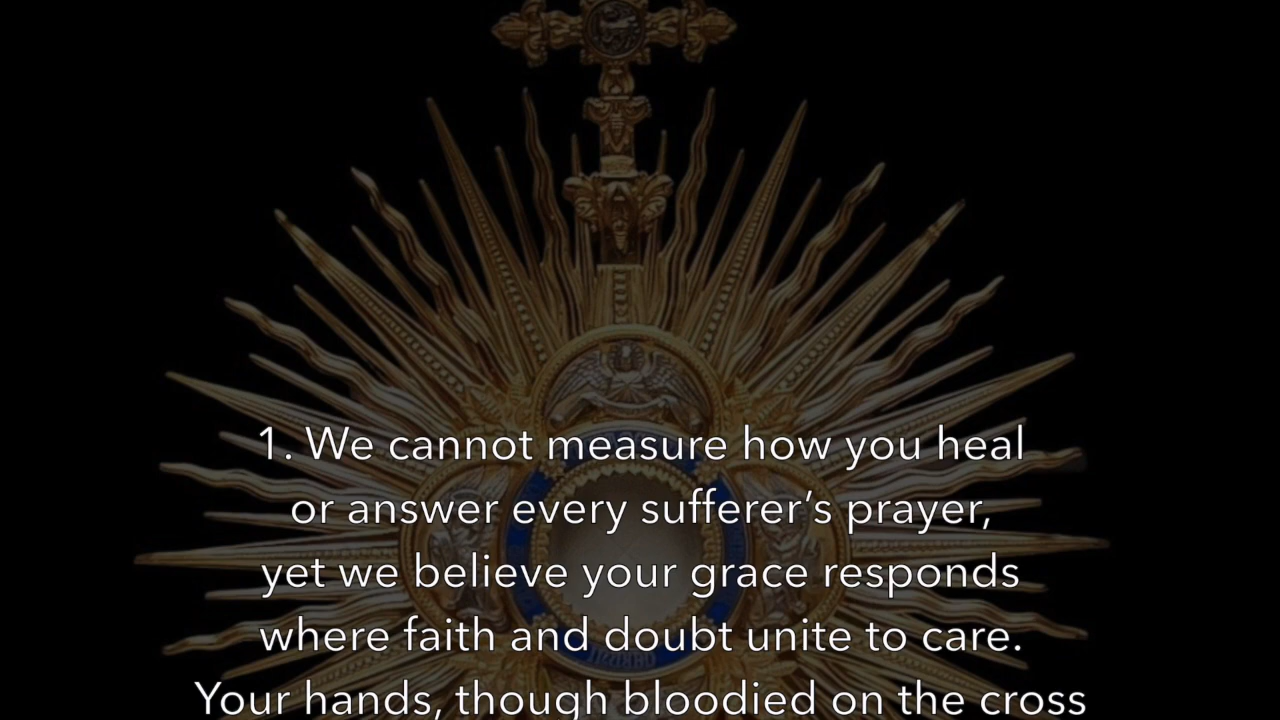 1. We cannot measure how you heal
or answer every sufferer’s prayer,
yet we believe your grace responds
where faith and doubt unite to care.
Your hands, though bloodied on the cross